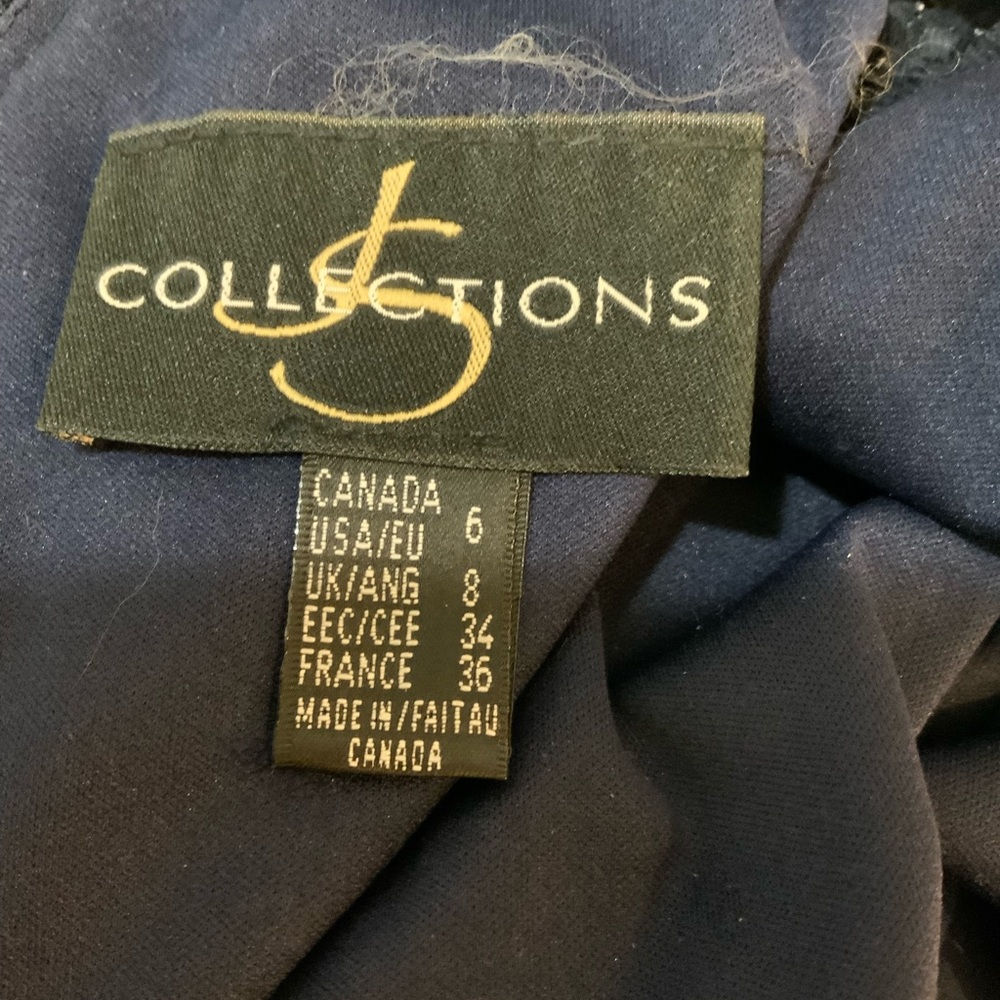 JS
COLLECTIONS
CANADA
USA/EU 6
UK/ANG 8
EEC/CEE 34
FRANCE 36
MADE IN/FAIT AU
CANADA